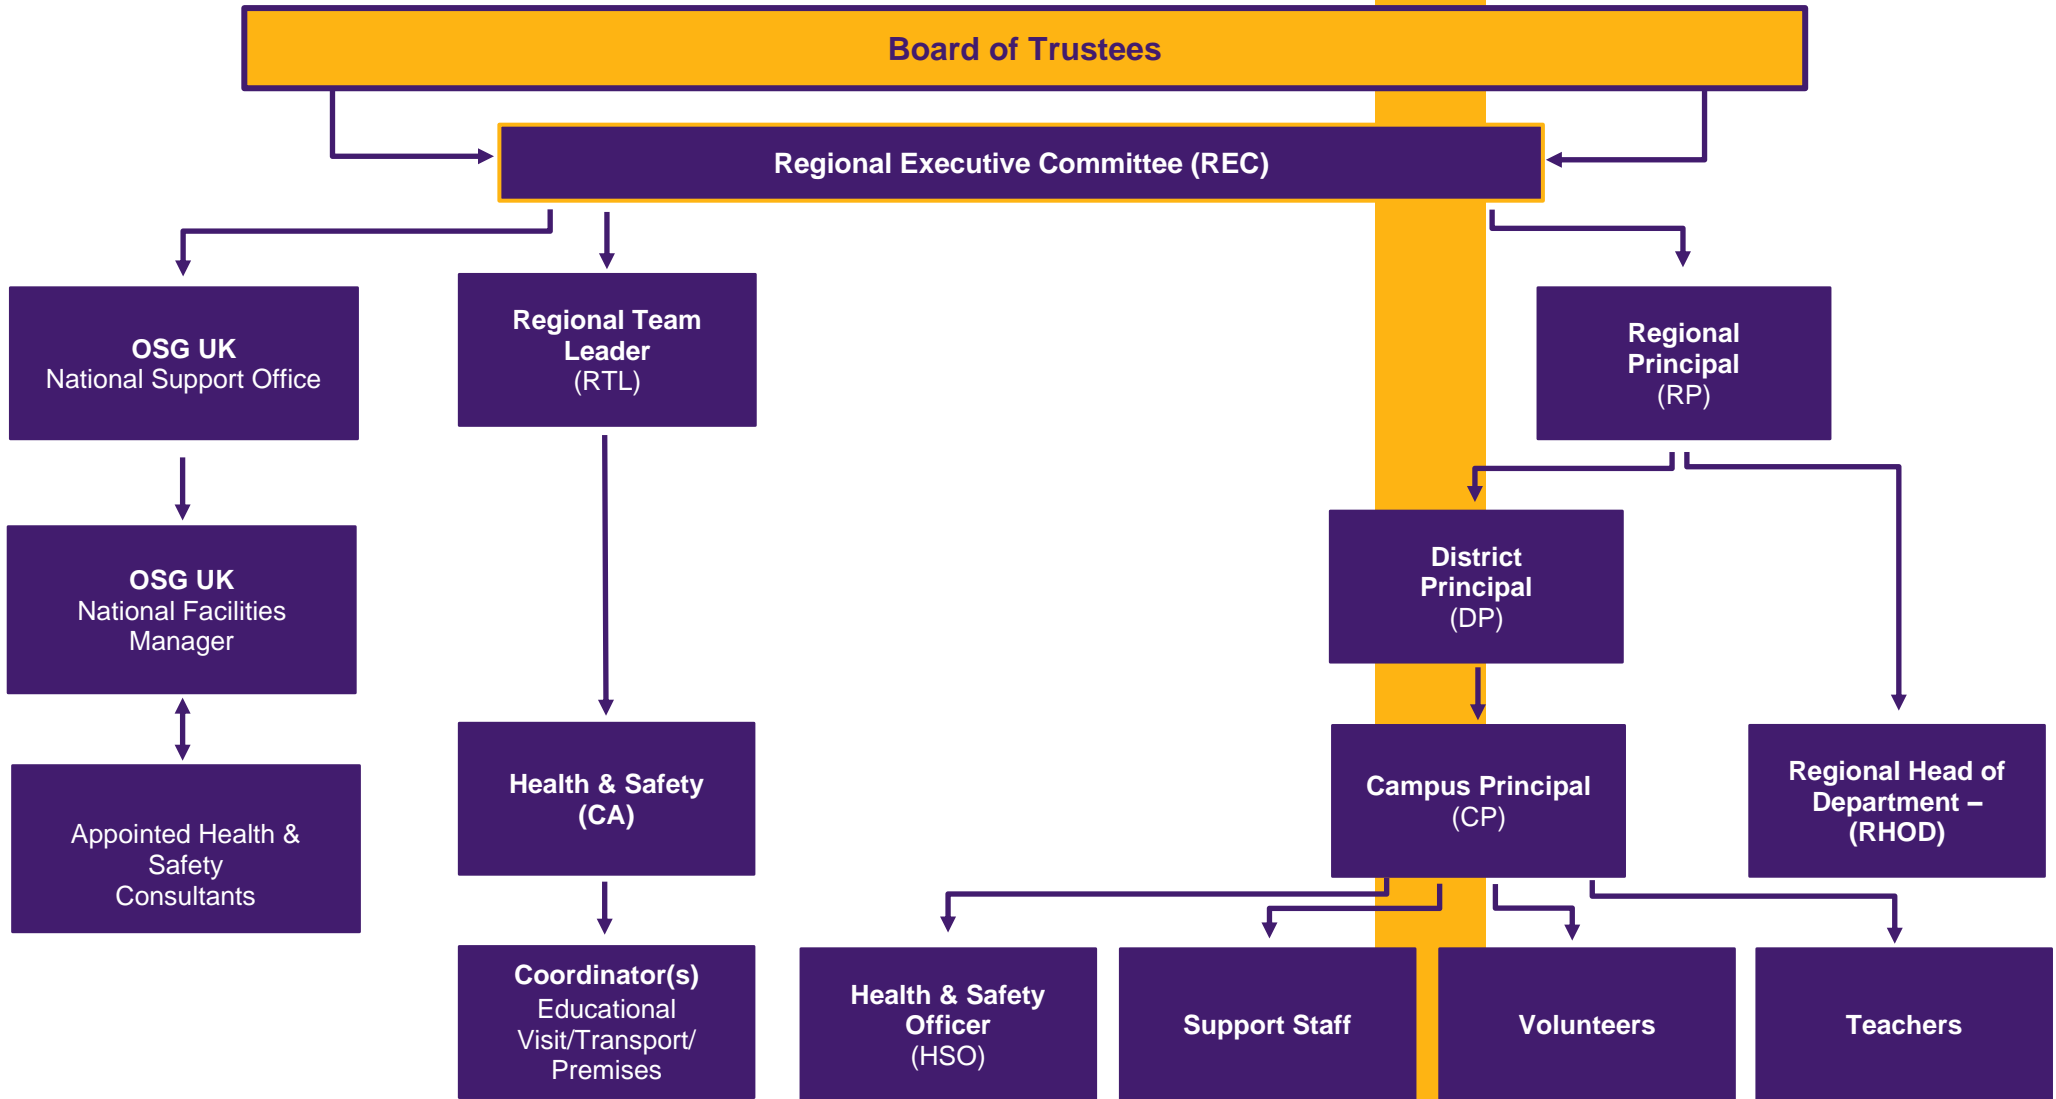 Board of Trustees
Regional Executive Committee (REC)
OSG UK
National Support Office
Regional Team
Leader
(RTL)
Regional
Principal
(RP)
OSG UK
National Facilities
Manager
District
Principal
(DP)
Appointed Health &
Safety
Consultants
Health & Safety
(CA)
Campus Principal
(CP)
Regional Head of
Department –
(RHOD)
Coordinator(s)
Educational
Visit/Transport/
Premises
Health & Safety
Officer
(HSO)
Support Staff
Volunteers
Teachers